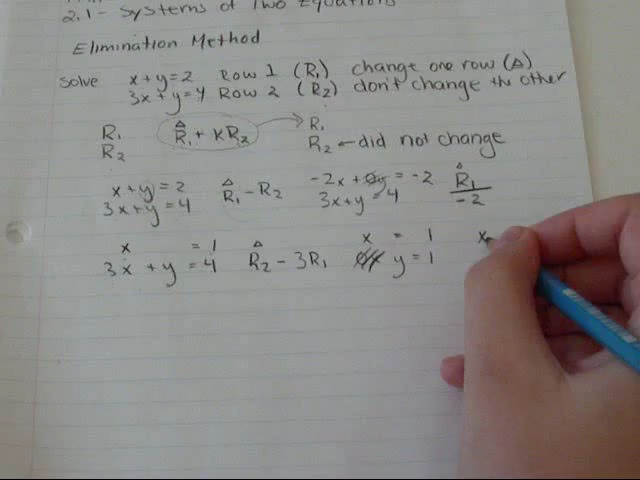 2.1 - Systems of Two Equations
Elimination Method
Solve x+y=2 Row 1 (R₁) change one row (Δ)
3x+y=4 Row 2 (R₂) don't change the other
R₁ Δ R₁ + KR₂ → R₁
R₂ R₂ ← did not change
x+y=2 Δ R₁ - R₂ -2x+0y = -2 Δ R₁ / -2
3x+y=4 3x+y=4
x = 1 Δ R₂ - 3R₁ x = 1 x
3x + y = 4 y = 1